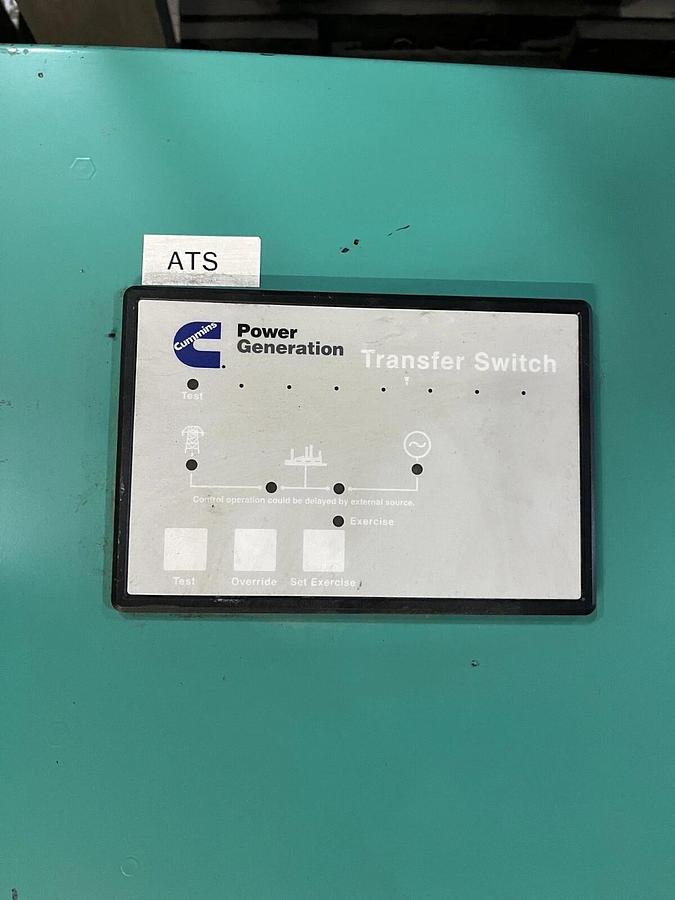 ATS
Cummins
Power
Generation
Transfer Switch
Test
Control operation could be delayed by external source.
Exercise
Test Override Set Exercise